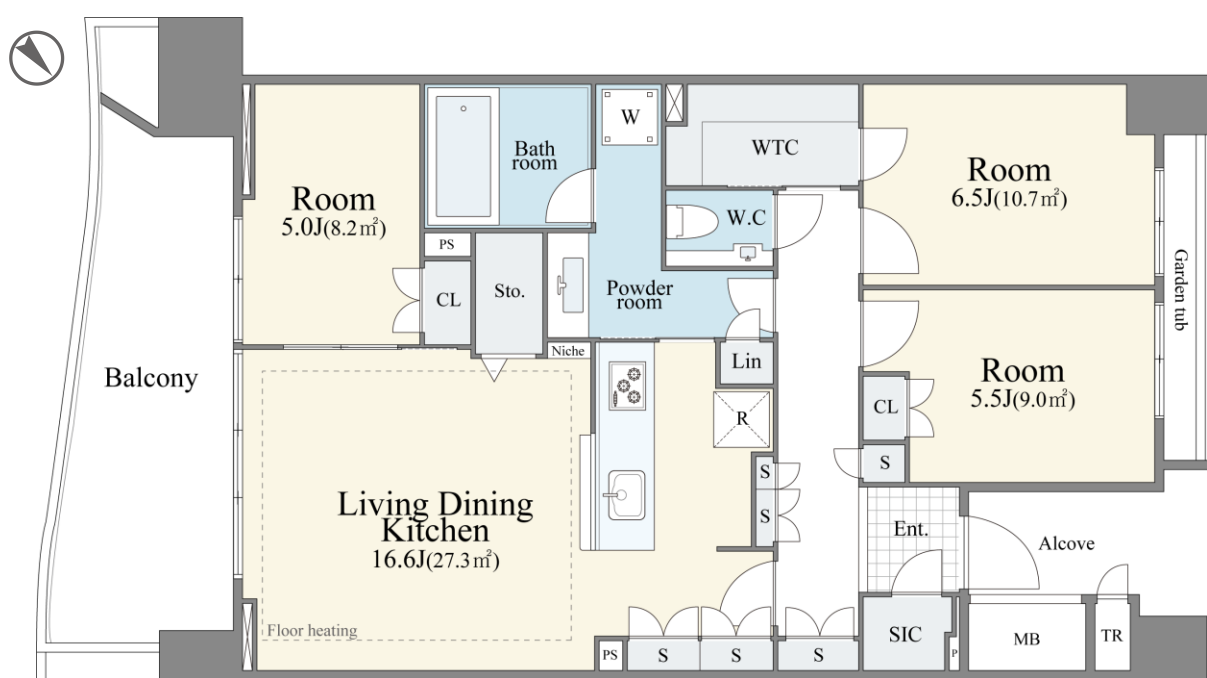 W
Bath
room
WTC
Room
6.5J(10.7㎡)
Room
5.0J(8.2㎡)
W.C
PS
CL
Sto.
Powder
room
Garden tub
Niche
Lin
Balcony
Room
5.5J(9.0㎡)
CL
R
S
S
S
Living Dining
Kitchen
16.6J(27.3㎡)
Ent.
Alcove
Floor heating
PS
S
S
S
SIC
P
MB
TR